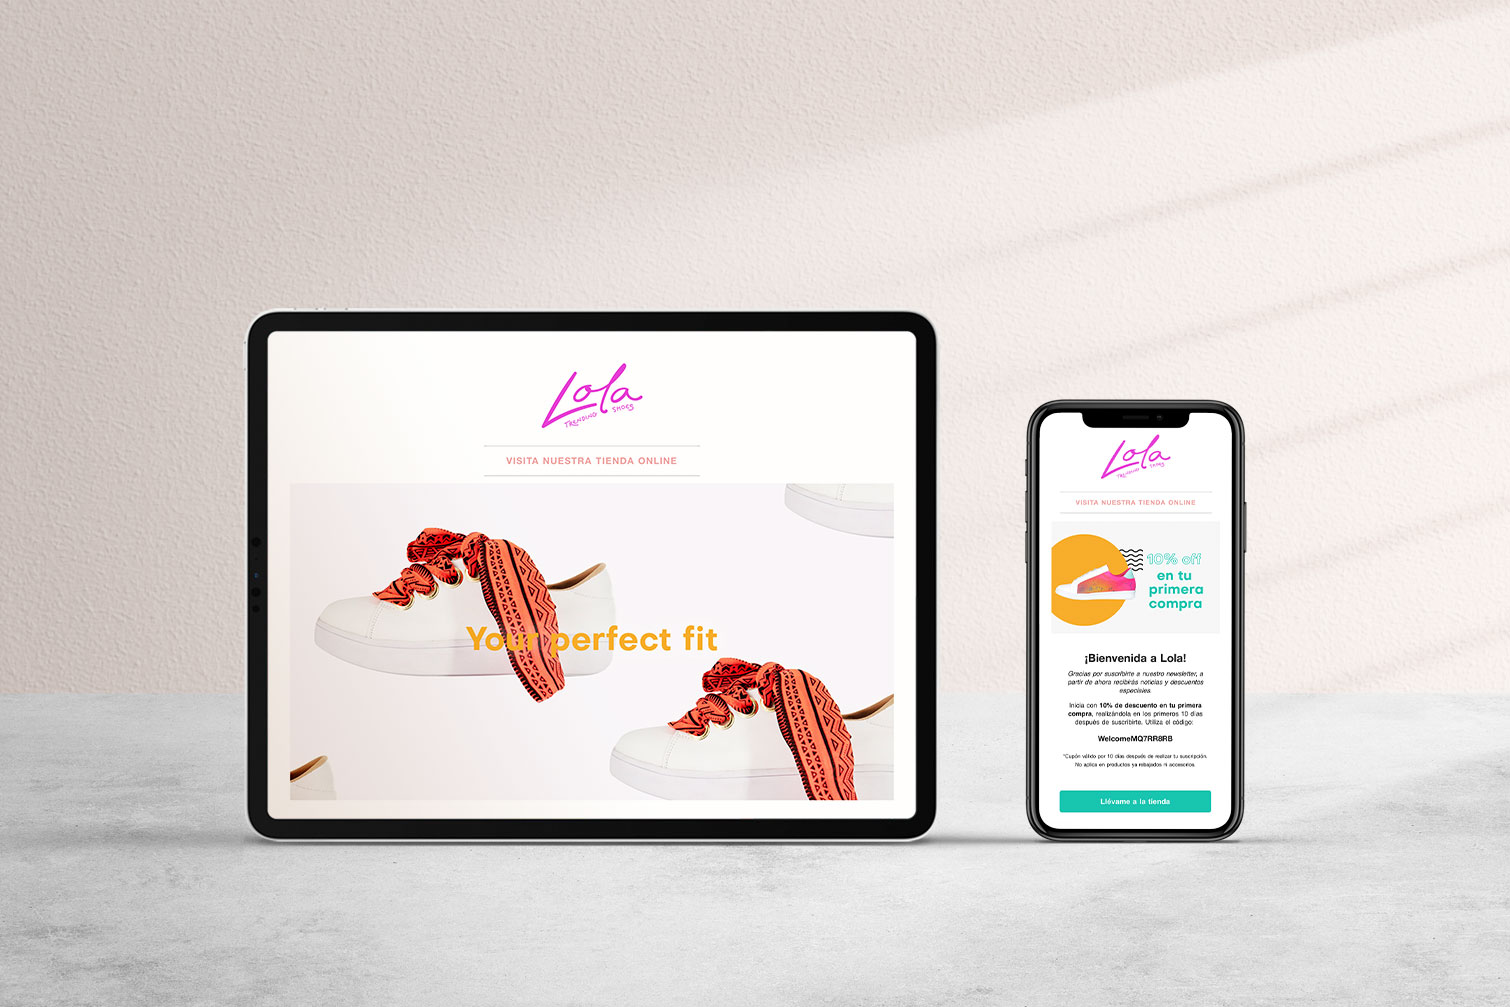 Lola
TRENDING SHOES
VISITA NUESTRA TIENDA ONLINE
Your perfect fit
Lola
TRENDING SHOES
VISITA NUESTRA TIENDA ONLINE
10% off
en tu
primera
compra
¡Bienvenida a Lola!
Gracias por suscribirte a nuestro newsletter, a
partir de ahora recibirás noticias y descuentos
especiales.
Inicia con 10% de descuento en tu primera
compra, realizándola en los primeros 10 días
después de suscribirte. Utiliza el código:
WelcomeMQ7RR8RB
*Cupón válido por 10 días después de realizar tu suscripción.
No aplica en productos ya rebajados ni accesorios.
Llévame a la tienda